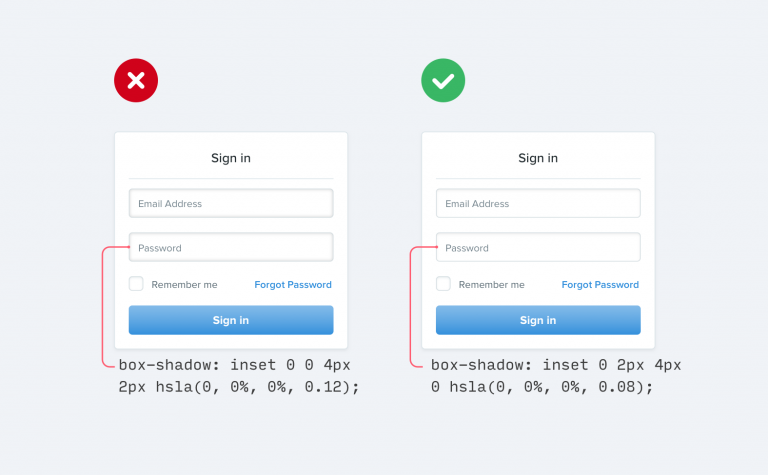 Sign in
Email Address
Password
Remember me
Forgot Password
Sign in
box-shadow: inset 0 0 4px
2px hsla(0, 0%, 0%, 0.12);
Sign in
Email Address
Password
Remember me
Forgot Password
Sign in
box-shadow: inset 0 2px 4px
0 hsla(0, 0%, 0%, 0.08);